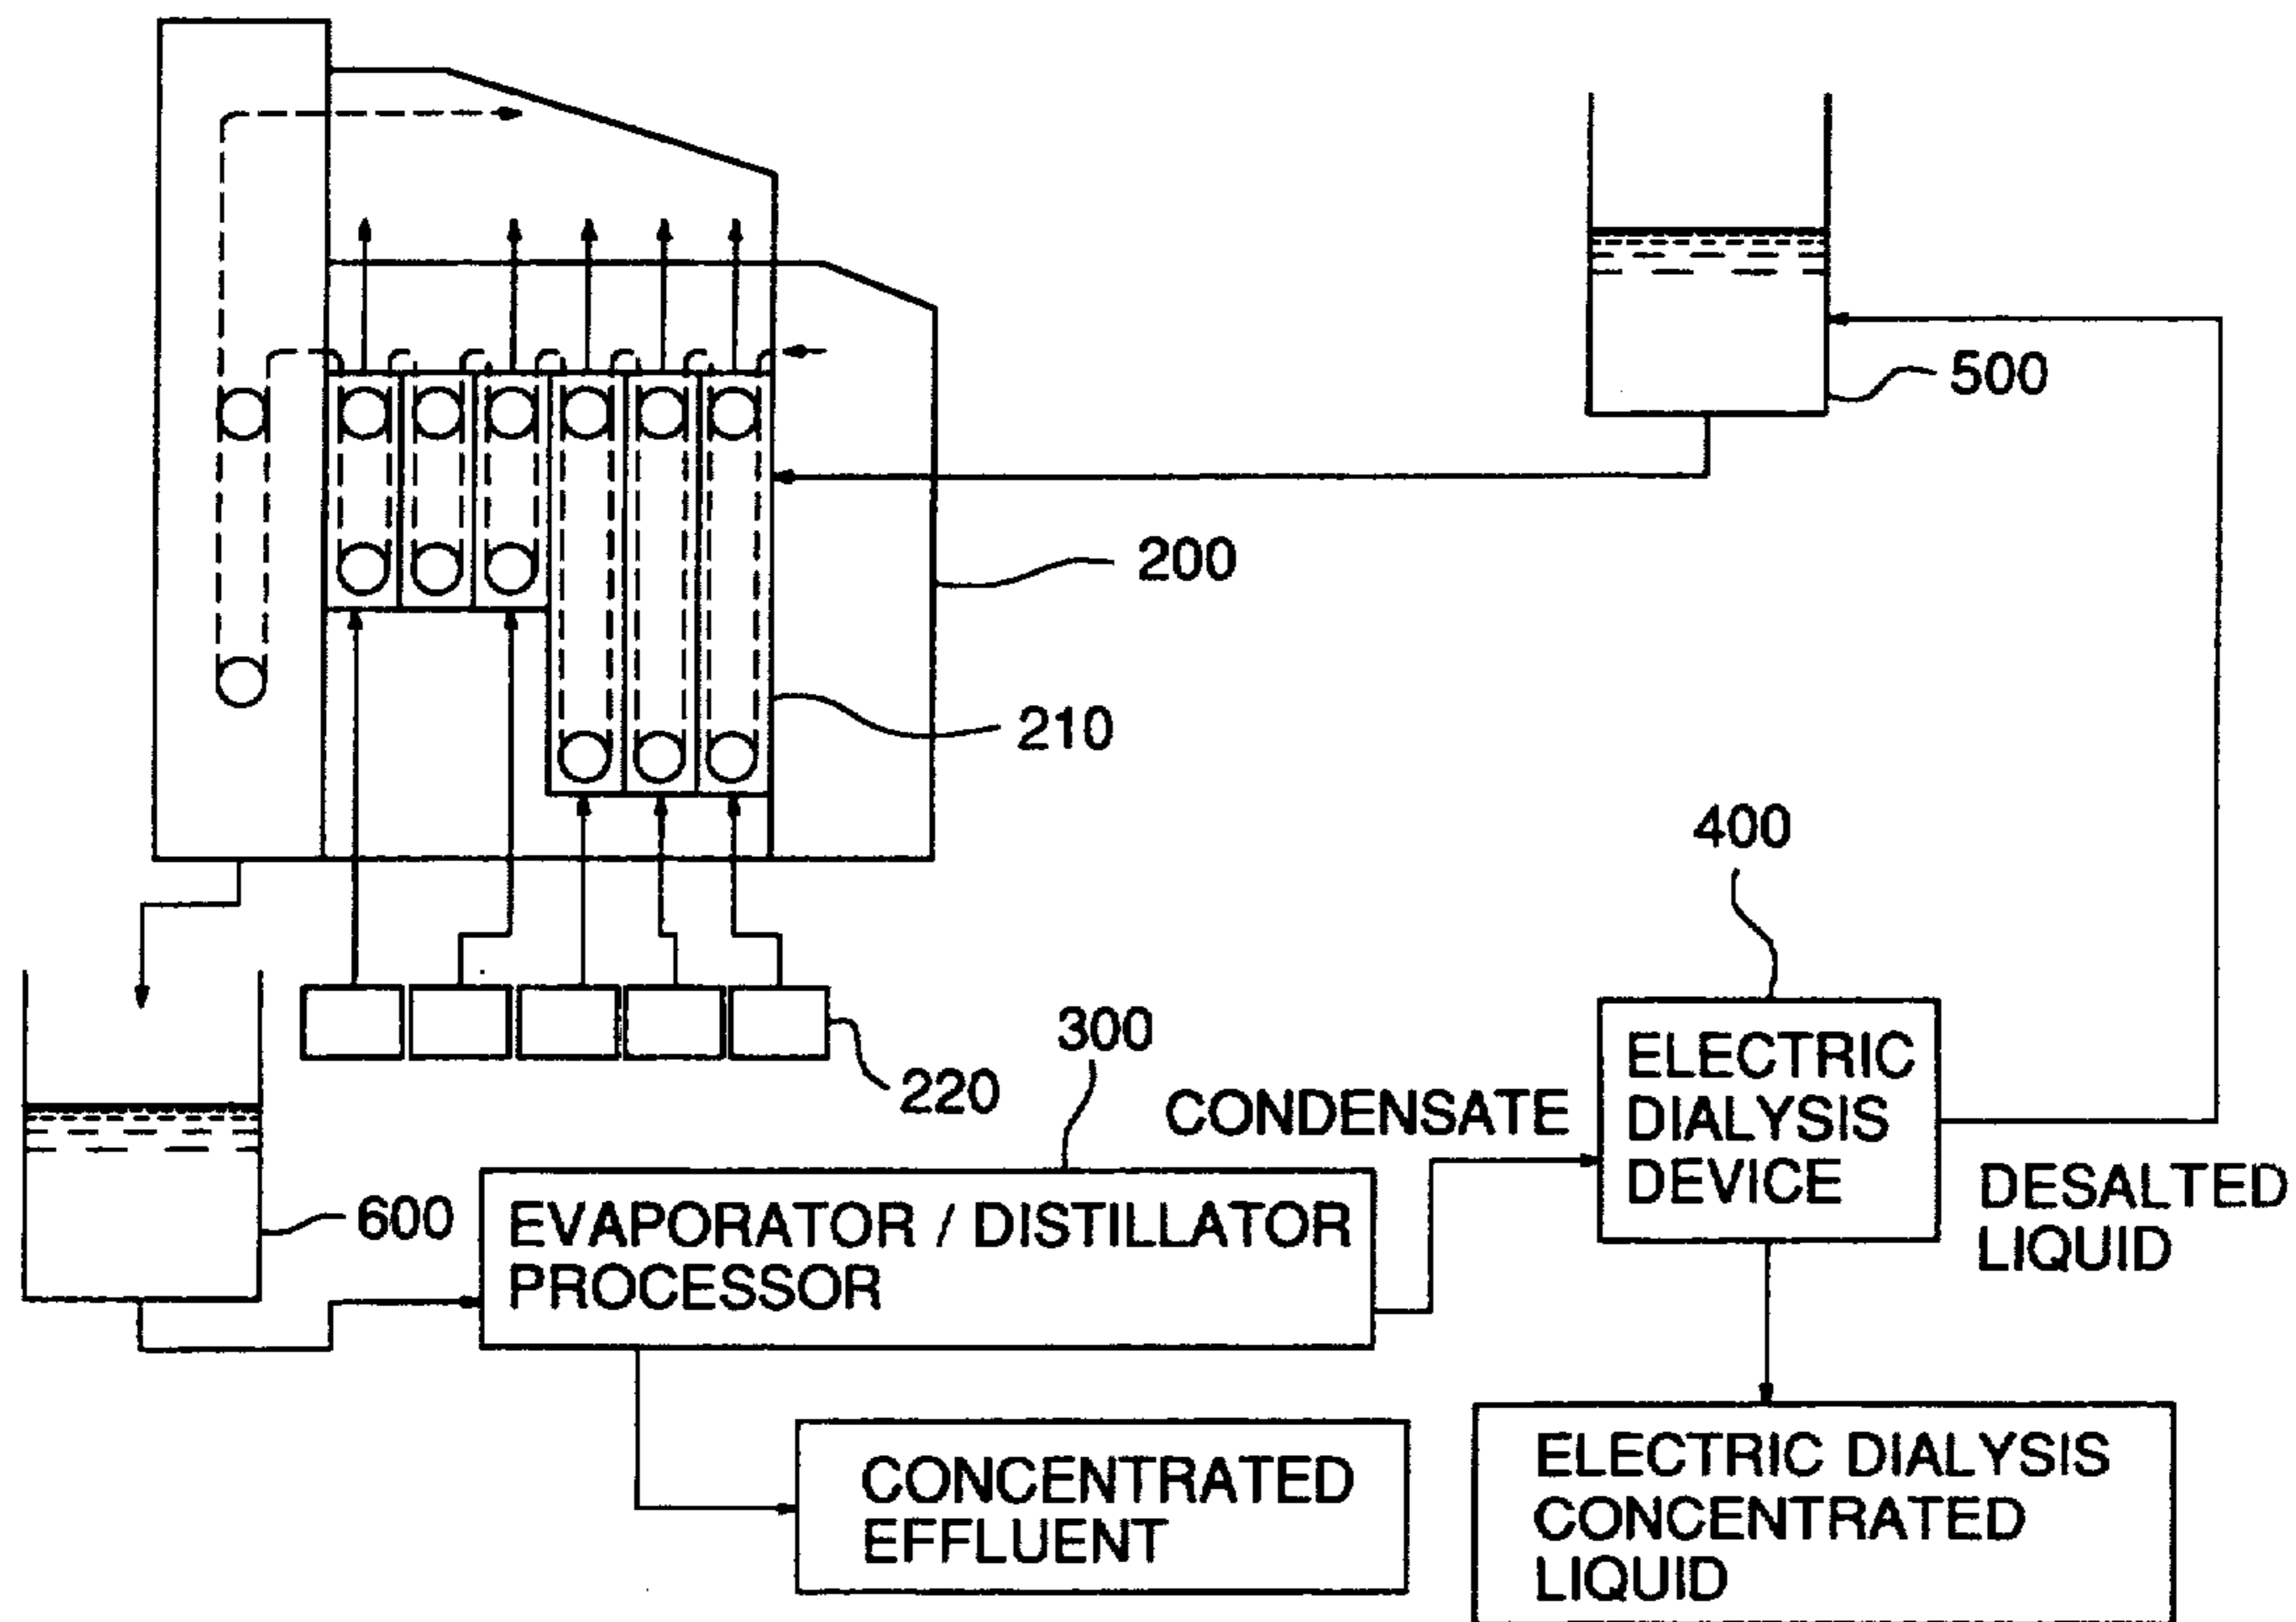 500
200
210
400
300
220
CONDENSATE
ELECTRIC
DIALYSIS
DEVICE
DESALTED
LIQUID
600
EVAPORATOR / DISTILLATOR
PROCESSOR
CONCENTRATED
EFFLUENT
ELECTRIC DIALYSIS
CONCENTRATED
LIQUID